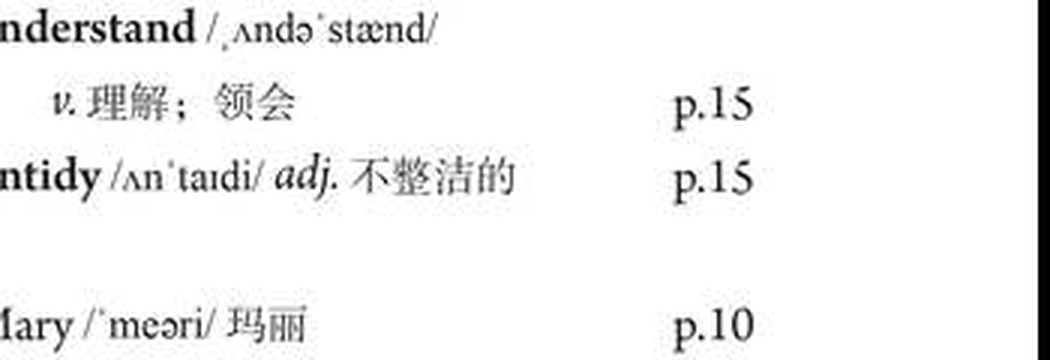 nderstand /ˌʌndəˈstænd/
v. 理解；领会 p.15
ntidy /ʌnˈtaɪdi/ adj. 不整洁的 p.15
Mary /ˈmeəri/ 玛丽 p.10